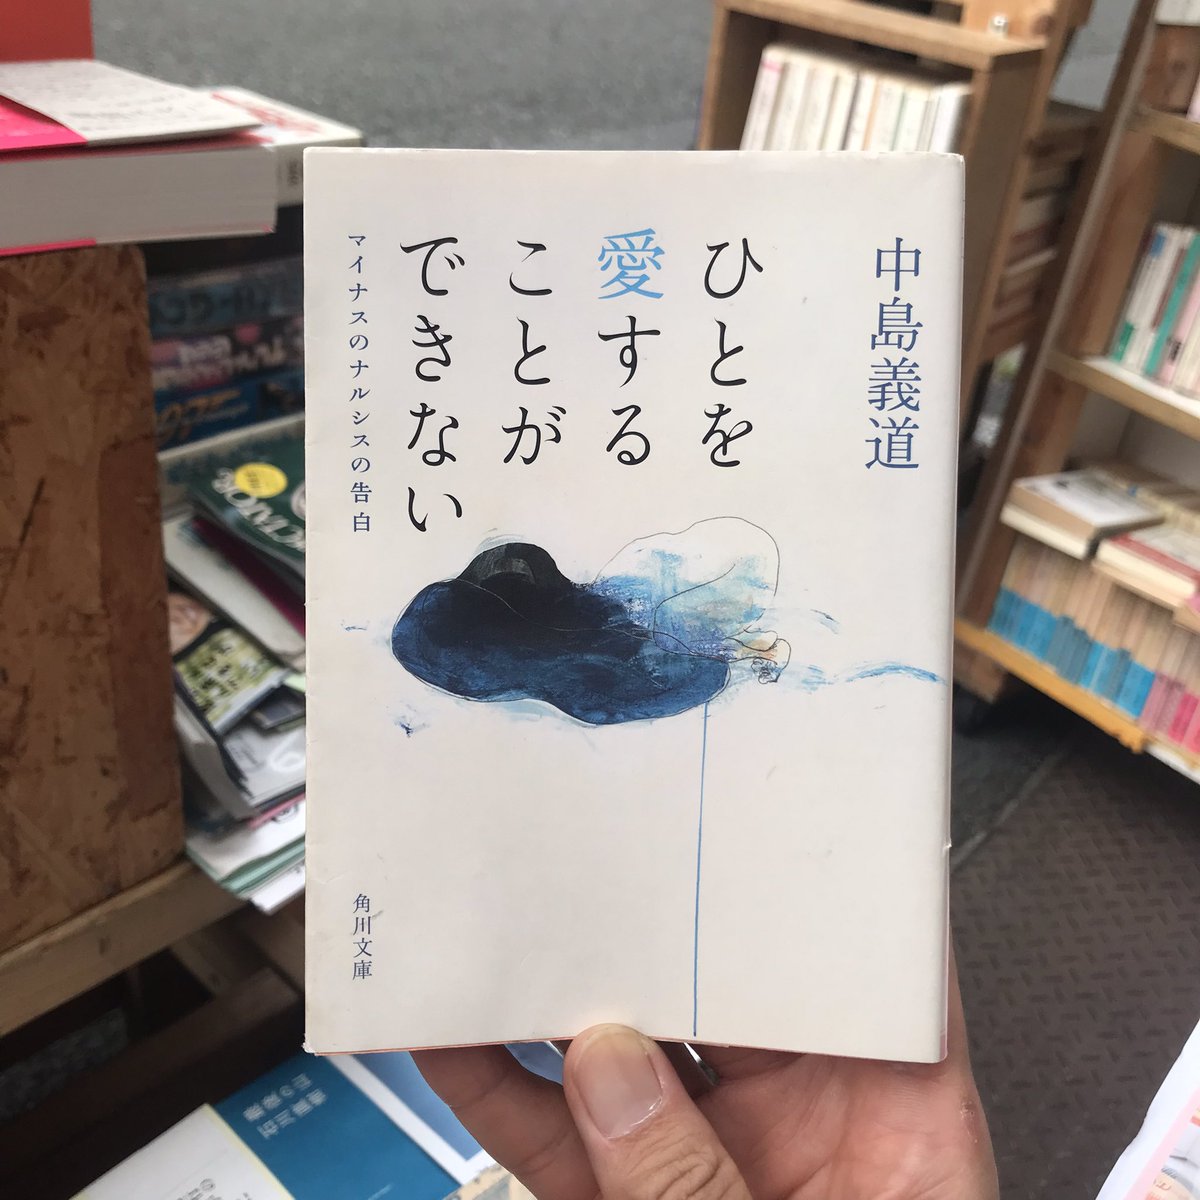 中島義道
ひとを
愛する
ことが
できない
マイナスのナルシスの告白
角川文庫